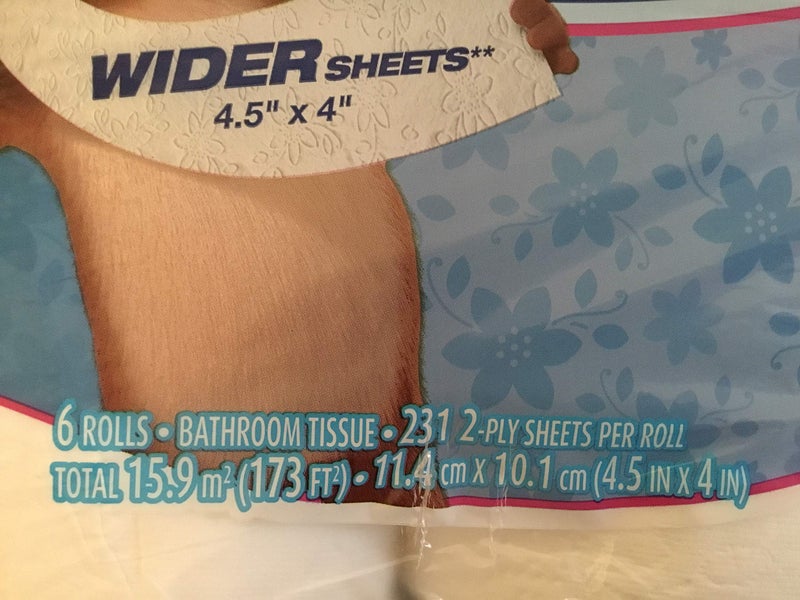 WIDER SHEETS**
4.5" x 4"
6 ROLLS • BATHROOM TISSUE • 231 2-PLY SHEETS PER ROLL
TOTAL 15.9 m² (173 FT²) • 11.4 cm X 10.1 cm (4.5 IN X 4 IN)